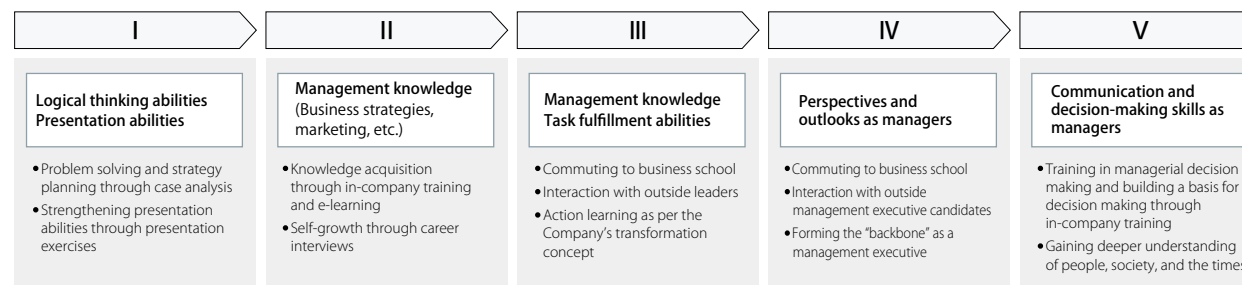 I
II
III
IV
V
Logical thinking abilities
Presentation abilities
•Problem solving and strategy
planning through case analysis
•Strengthening presentation
abilities through presentation
exercises
Management knowledge
(Business strategies,
marketing, etc.)
•Knowledge acquisition
through in-company training
and e-learning
•Self-growth through career
interviews
Management knowledge
Task fulfillment abilities
•Commuting to business school
•Interaction with outside leaders
•Action learning as per the
Company’s transformation
concept
Perspectives and
outlooks as managers
•Commuting to business school
•Interaction with outside
management executive candidates
•Forming the “backbone” as a
management executive
Communication and
decision-making skills as
managers
•Training in managerial decision
making and building a basis for
decision making through
in-company training
•Gaining deeper understanding
of people, society, and the times